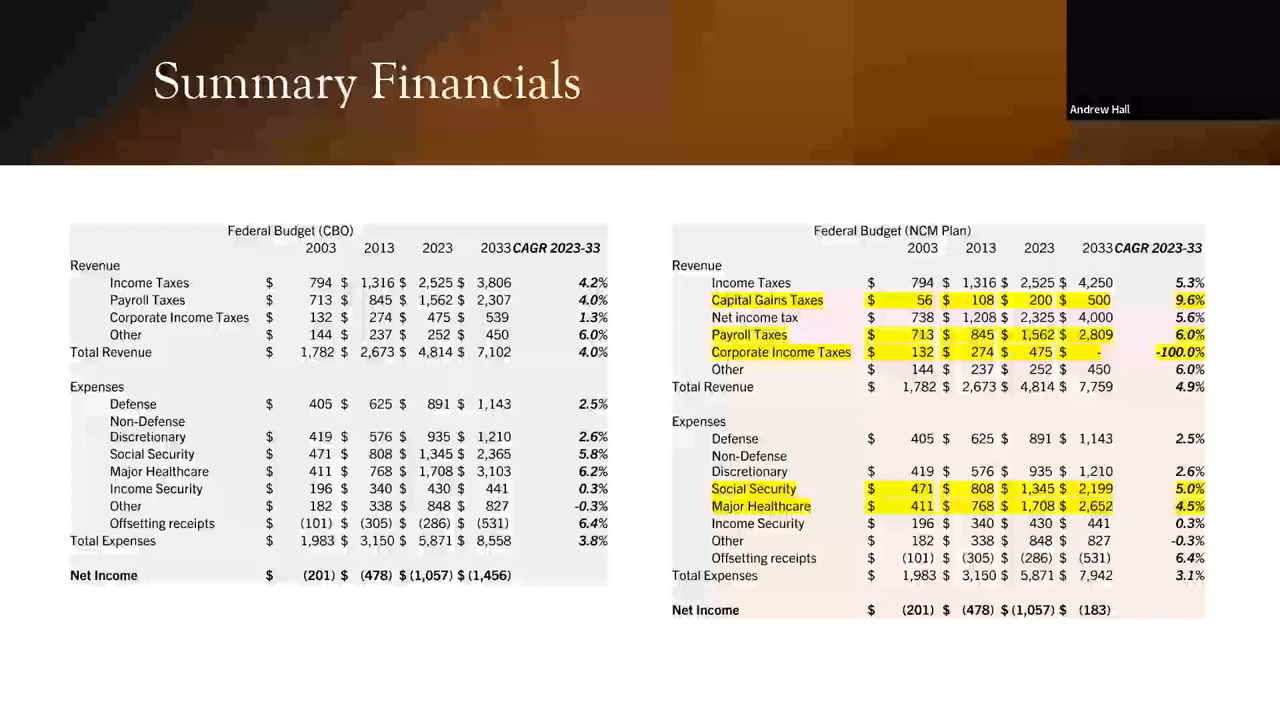 Summary Financials
Andrew Hall
Federal Budget (CBO)
2003 2013 2023 2033 CAGR 2023-33
Revenue
Income Taxes $ 794 $ 1,316 $ 2,525 $ 3,806 4.2%
Payroll Taxes $ 713 $ 845 $ 1,562 $ 2,307 4.0%
Corporate Income Taxes $ 132 $ 274 $ 475 $ 539 1.3%
Other $ 144 $ 237 $ 252 $ 450 6.0%
Total Revenue $ 1,782 $ 2,673 $ 4,814 $ 7,102 4.0%
Expenses
Defense $ 405 $ 625 $ 891 $ 1,143 2.5%
Non-Defense
Discretionary $ 419 $ 576 $ 935 $ 1,210 2.6%
Social Security $ 471 $ 808 $ 1,345 $ 2,365 5.8%
Major Healthcare $ 411 $ 768 $ 1,708 $ 3,103 6.2%
Income Security $ 196 $ 340 $ 430 $ 441 0.3%
Other $ 182 $ 338 $ 848 $ 827 -0.3%
Offsetting receipts $ (101) $ (305) $ (286) $ (531) 6.4%
Total Expenses $ 1,983 $ 3,150 $ 5,871 $ 8,558 3.8%
Net Income $ (201) $ (478) $ (1,057) $ (1,456)
Federal Budget (NCM Plan)
2003 2013 2023 2033 CAGR 2023-33
Revenue
Income Taxes $ 794 $ 1,316 $ 2,525 $ 4,250 5.3%
Capital Gains Taxes $ 56 $ 108 $ 200 $ 500 9.6%
Net income tax $ 738 $ 1,208 $ 2,325 $ 4,000 5.6%
Payroll Taxes $ 713 $ 845 $ 1,562 $ 2,809 6.0%
Corporate Income Taxes $ 132 $ 274 $ 475 $ - -100.0%
Other $ 144 $ 237 $ 252 $ 450 6.0%
Total Revenue $ 1,782 $ 2,673 $ 4,814 $ 7,759 4.9%
Expenses
Defense $ 405 $ 625 $ 891 $ 1,143 2.5%
Non-Defense
Discretionary $ 419 $ 576 $ 935 $ 1,210 2.6%
Social Security $ 471 $ 808 $ 1,345 $ 2,199 5.0%
Major Healthcare $ 411 $ 768 $ 1,708 $ 2,652 4.5%
Income Security $ 196 $ 340 $ 430 $ 441 0.3%
Other $ 182 $ 338 $ 848 $ 827 -0.3%
Offsetting receipts $ (101) $ (305) $ (286) $ (531) 6.4%
Total Expenses $ 1,983 $ 3,150 $ 5,871 $ 7,942 3.1%
Net Income $ (201) $ (478) $ (1,057) $ (183)